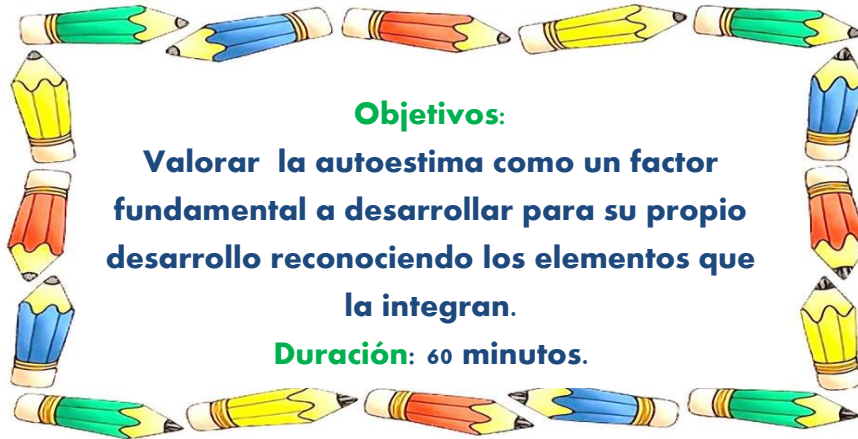 Objetivos:
Valorar  la autoestima como un factor
fundamental a desarrollar para su propio
desarrollo reconociendo los elementos que
la integran.
Duración: 60 minutos.